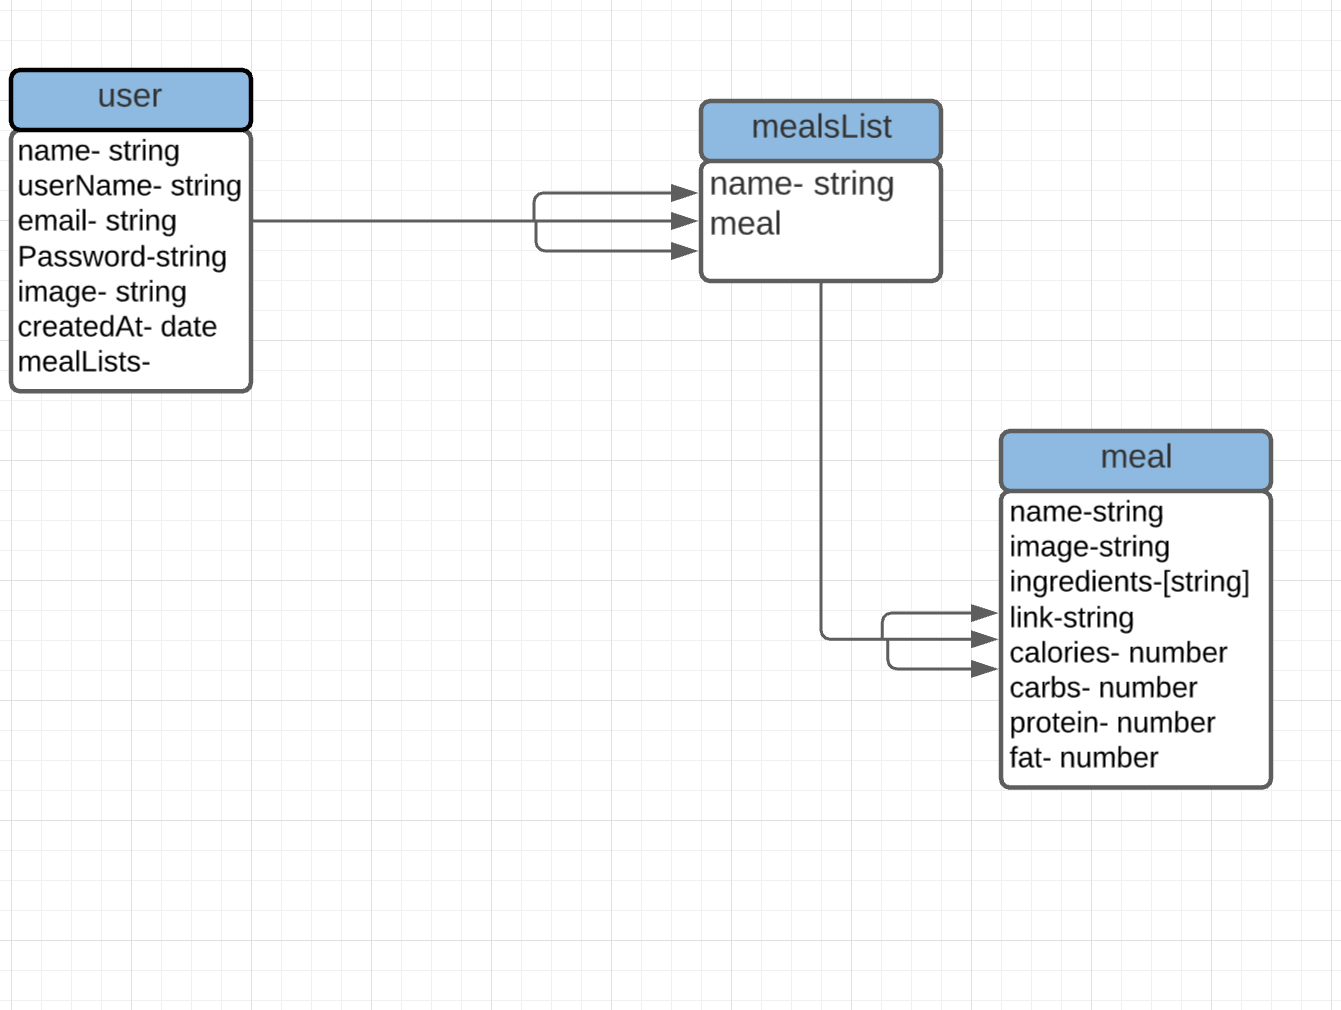 user
name- string
userName- string
email- string
Password-string
image- string
createdAt- date
mealLists-
mealsList
name- string
meal
meal
name-string
image-string
ingredients-[string]
link-string
calories- number
carbs- number
protein- number
fat- number